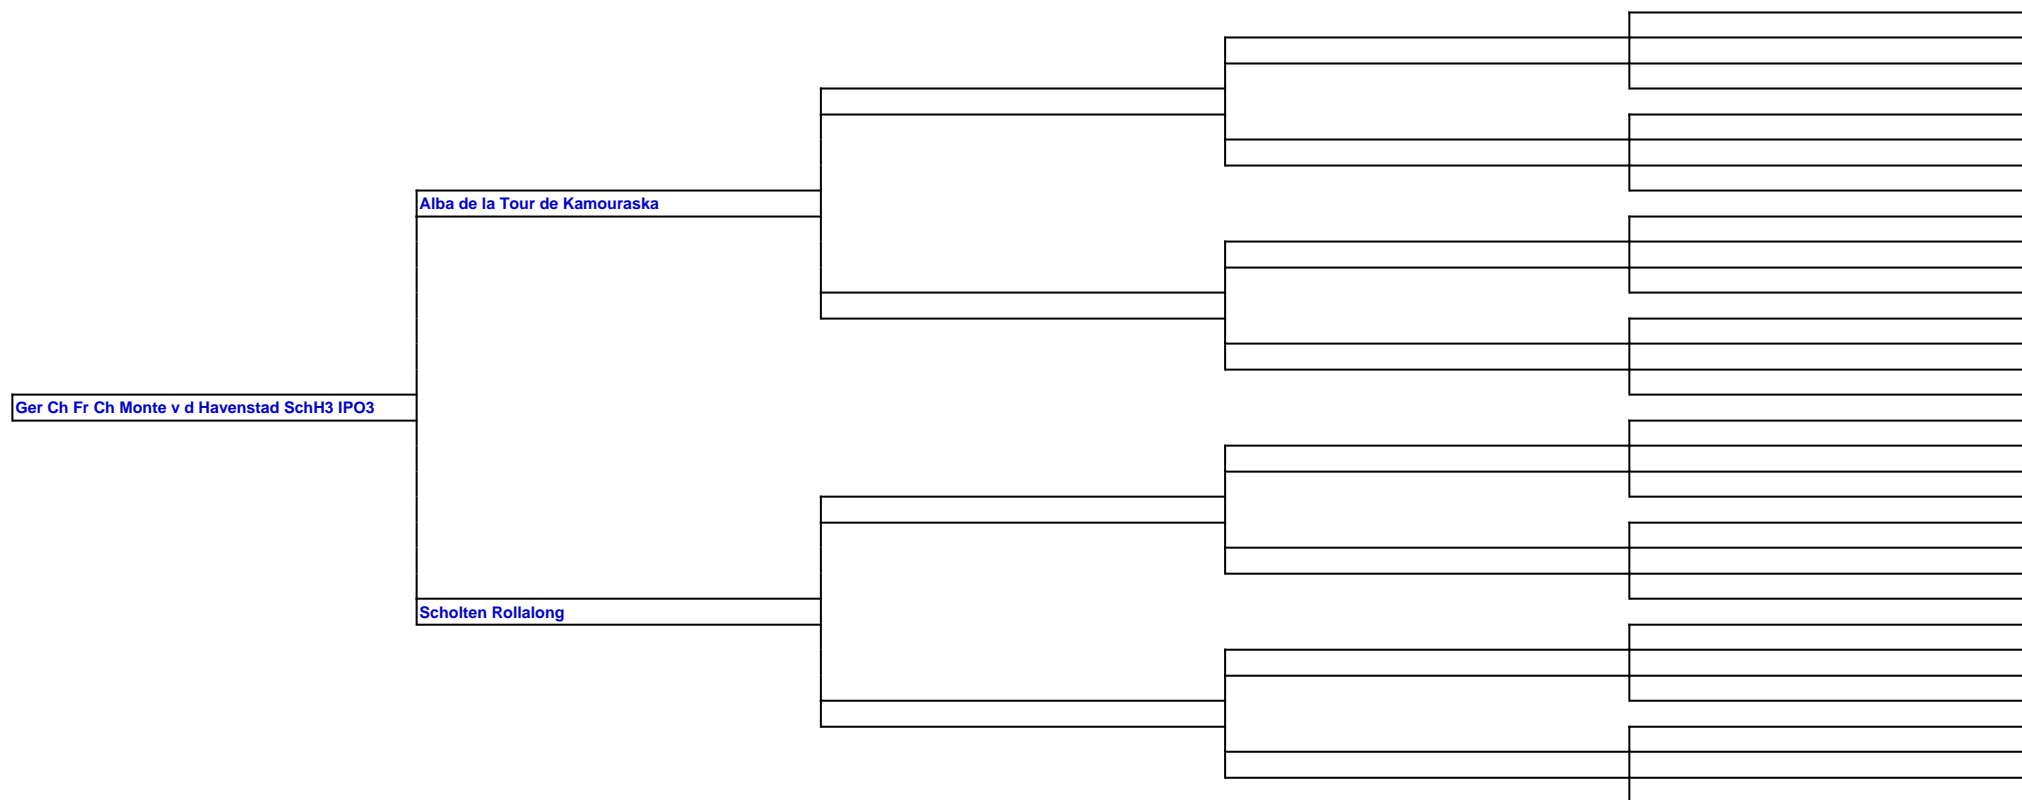 Alba de la Tour de Kamouraska
Ger Ch Fr Ch Monte v d Havenstad SchH3 IPO3
Scholten Rollalong